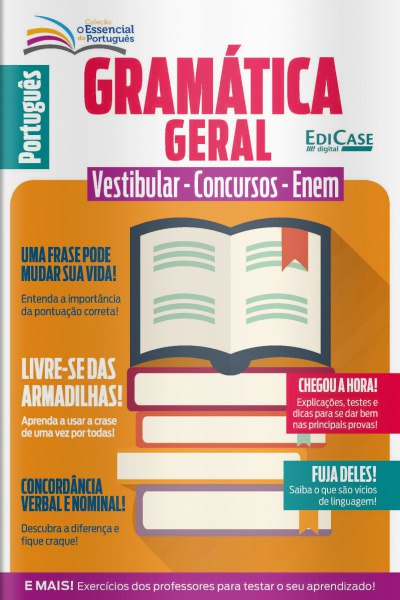 Coleção
o Essencial
do Português
Português
GRAMÁTICA
GERAL
EDICASE
digital
Vestibular - Concursos - Enem
UMA FRASE PODE
MUDAR SUA VIDA!
Entenda a importância
da pontuação correta!
LIVRE-SE DAS
ARMADILHAS!
Aprenda a usar a crase
de uma vez por todas!
CHEGOU A HORA!
Explicações, testes e
dicas para se dar bem
nas principais provas!
FUJA DELES!
Saiba o que são vícios
de linguagem!
CONCORDÂNCIA
VERBAL E NOMINAL!
Descubra a diferença e
fique craque!
E MAIS! Exercícios dos professores para testar o seu aprendizado!